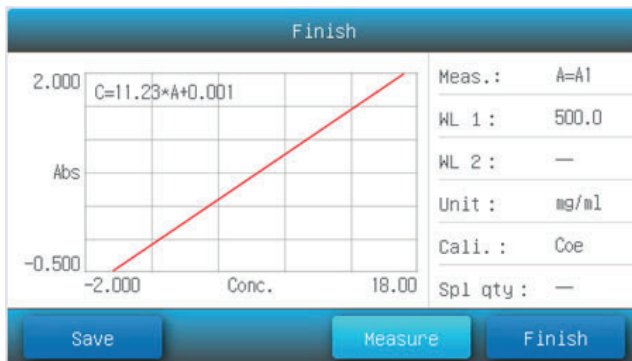 Finish
2.000
C=11.23*A+0.001
Abs
-0.500
-2.000 Conc. 18.00
Meas.: A=A1
WL 1: 500.0
WL 2: —
Unit: mg/ml
Cali.: Coe
Spl qty: —
Save Measure Finish